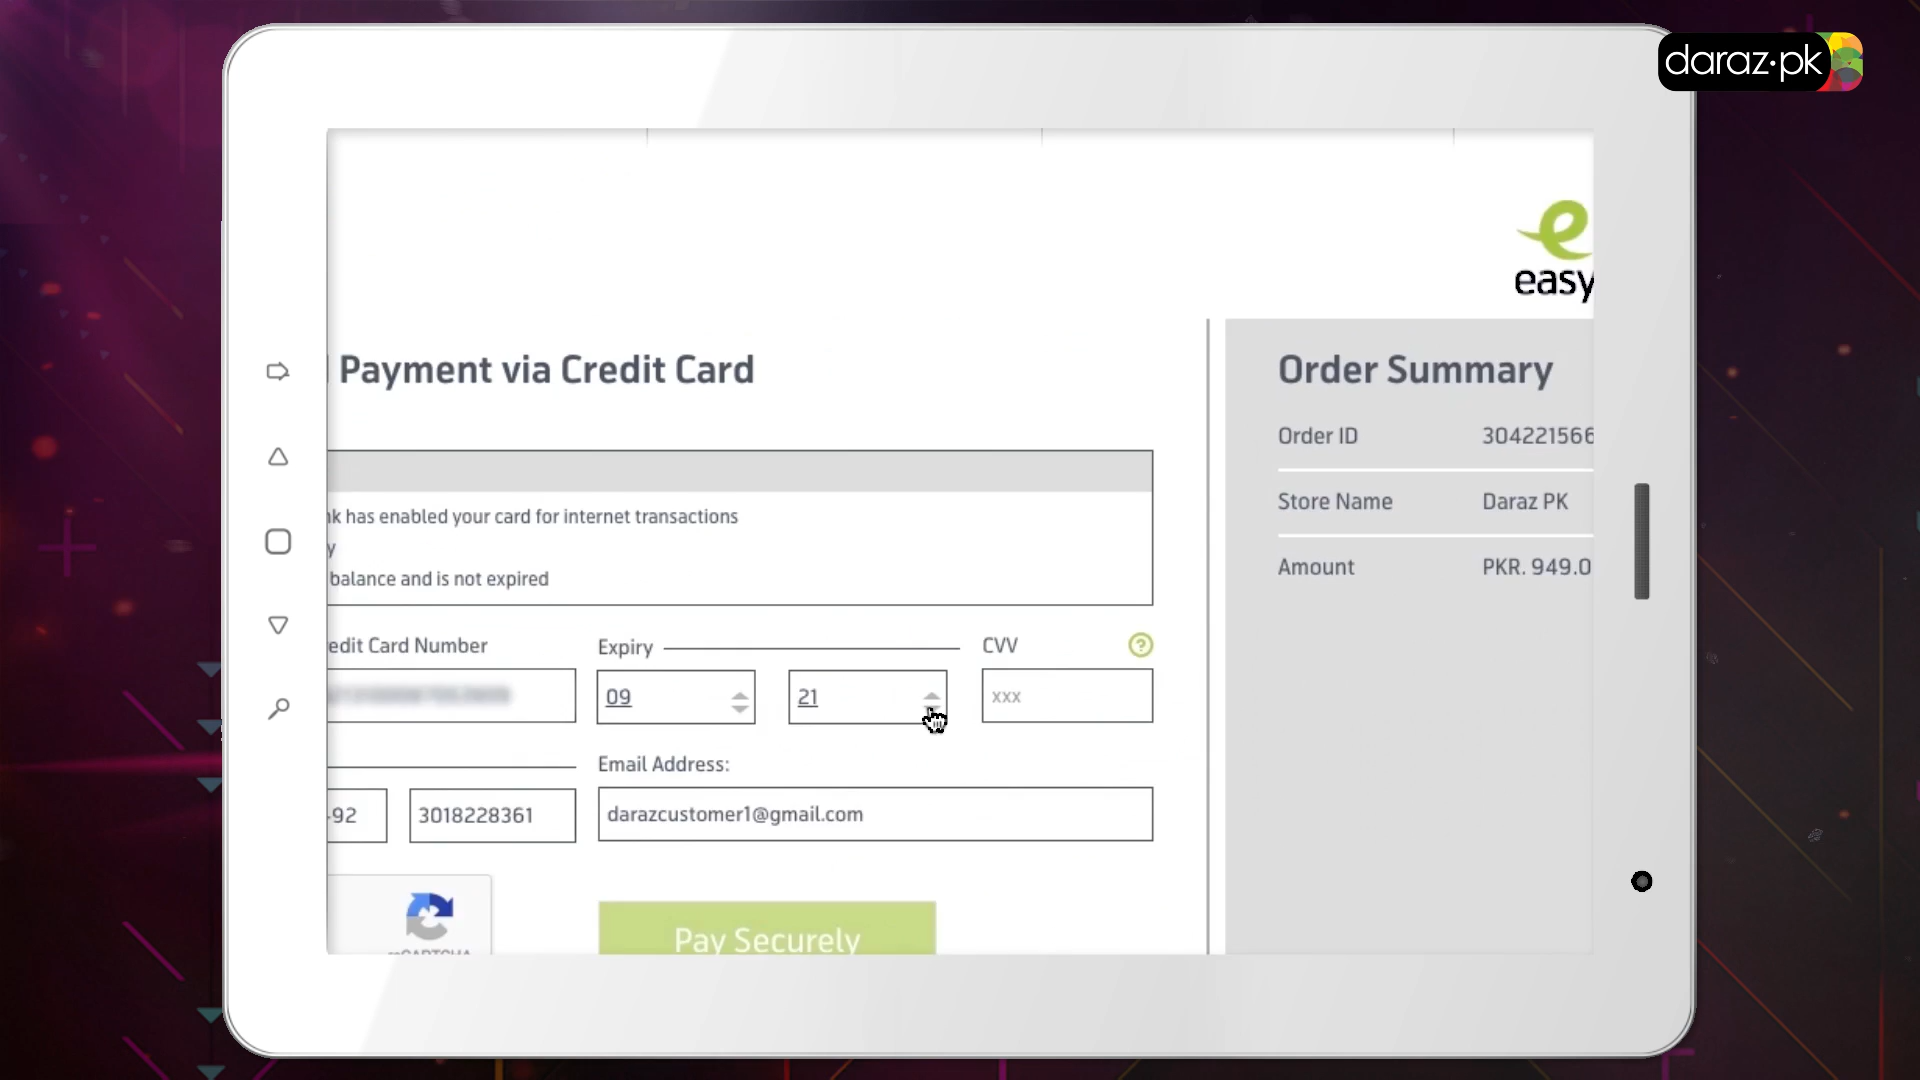 daraz.pk
easy
Payment via Credit Card
Order Summary
Order ID 304221566
Store Name Daraz PK
Amount PKR. 949.0
has enabled your card for internet transactions
y
balance and is not expired
edit Card Number
Expiry
CVV
?
09
21
xxx
Email Address:
-92
3018228361
darazcustomer1@gmail.com
Pay Securely
reCAPTCHA